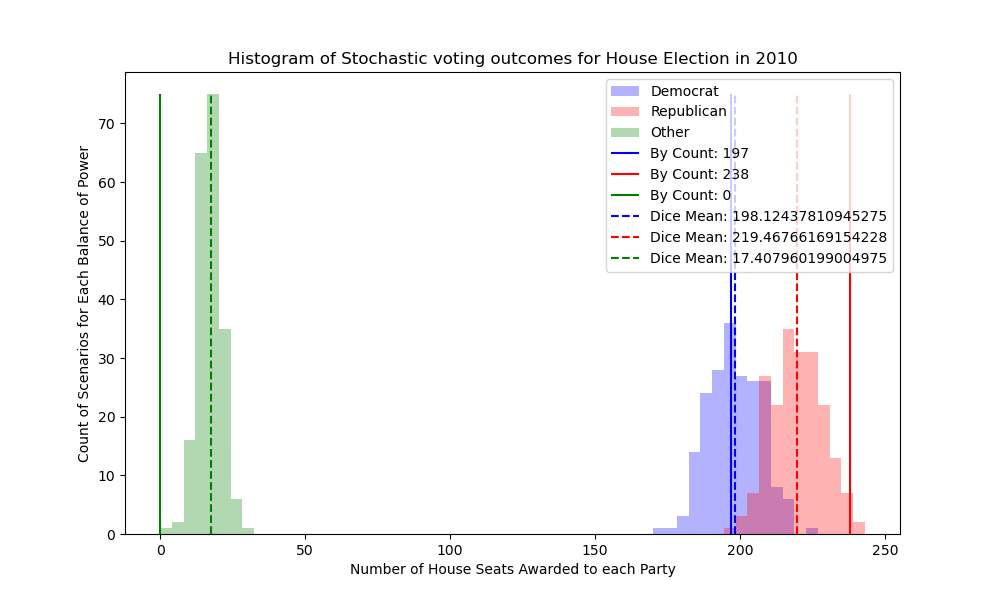 Histogram of Stochastic voting outcomes for House Election in 2010
Count of Scenarios for Each Balance of Power
70
60
50
40
30
20
10
0
Democrat
Republican
Other
By Count: 197
By Count: 238
By Count: 0
Dice Mean: 198.12437810945275
Dice Mean: 219.46766169154228
Dice Mean: 17.407960199004975
0 50 100 150 200 250
Number of House Seats Awarded to each Party